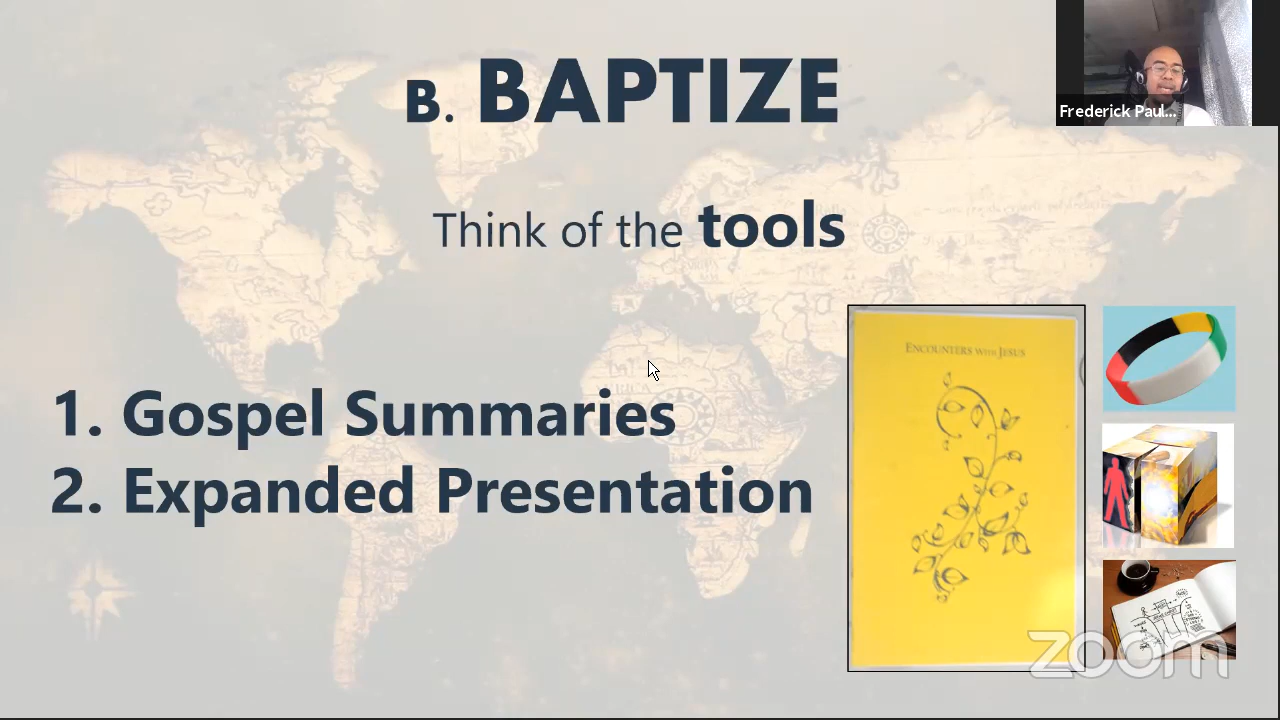 B. BAPTIZE
Frederick Paul...
Think of the tools
1. Gospel Summaries
2. Expanded Presentation
ENCOUNTERS WITH JESUS
zoom